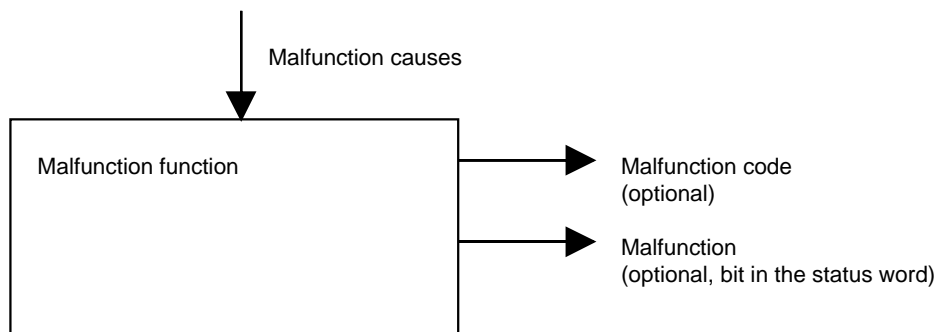 Malfunction causes
Malfunction function
Malfunction code
(optional)
Malfunction
(optional, bit in the status word)